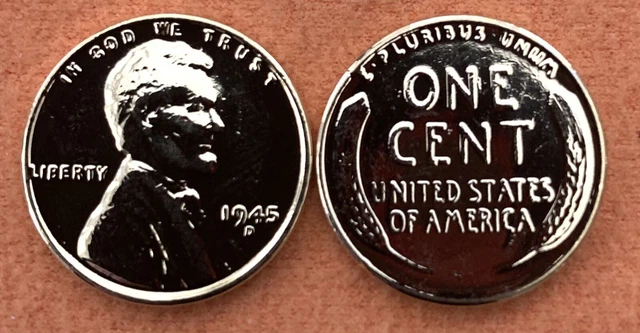 IN GOD WE TRUST
LIBERTY
1945
D
E·PLURIBUS·UNUM
ONE
CENT
UNITED STATES
OF AMERICA